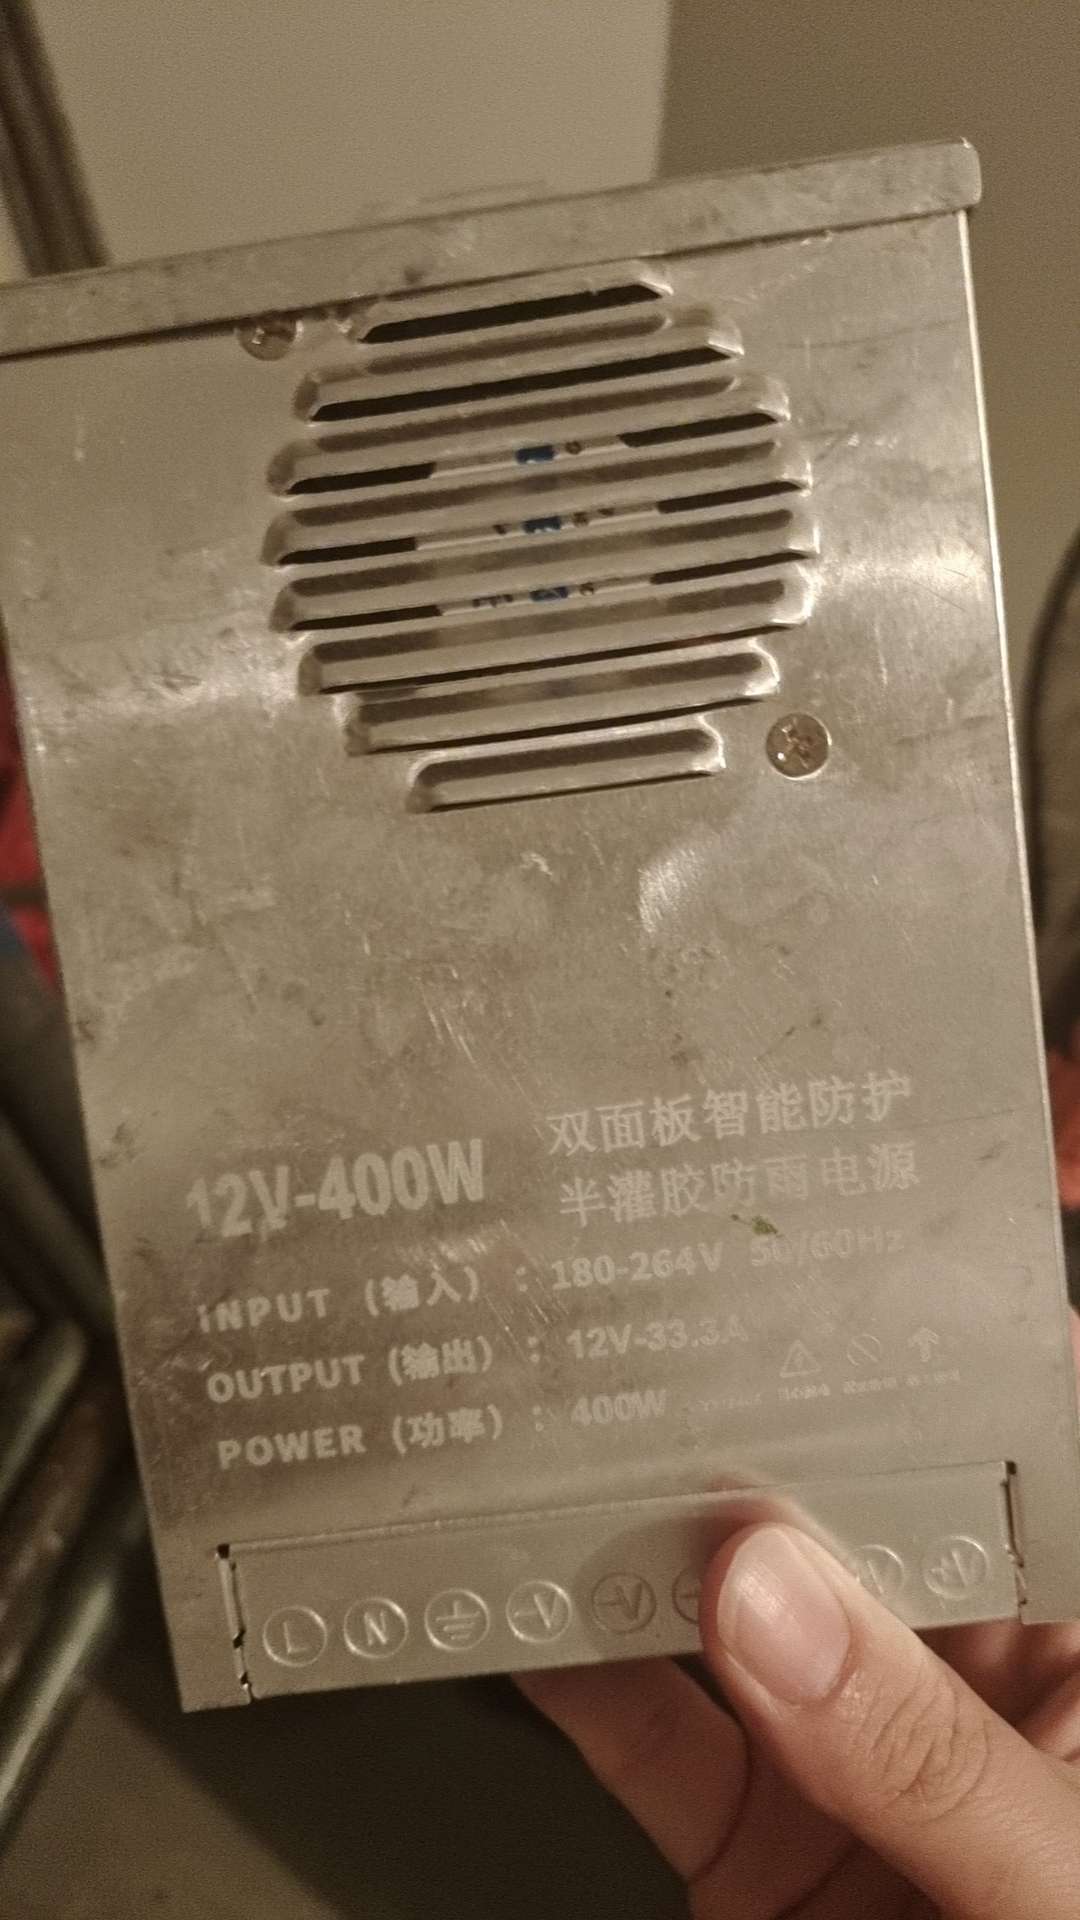 12V-400W
双面板智能防护
半灌胶防雨电源
INPUT (输入) : 180-264V 50/60Hz
OUTPUT (输出) : 12V-33.3A
POWER (功率) : 400W
L N -V -V +V